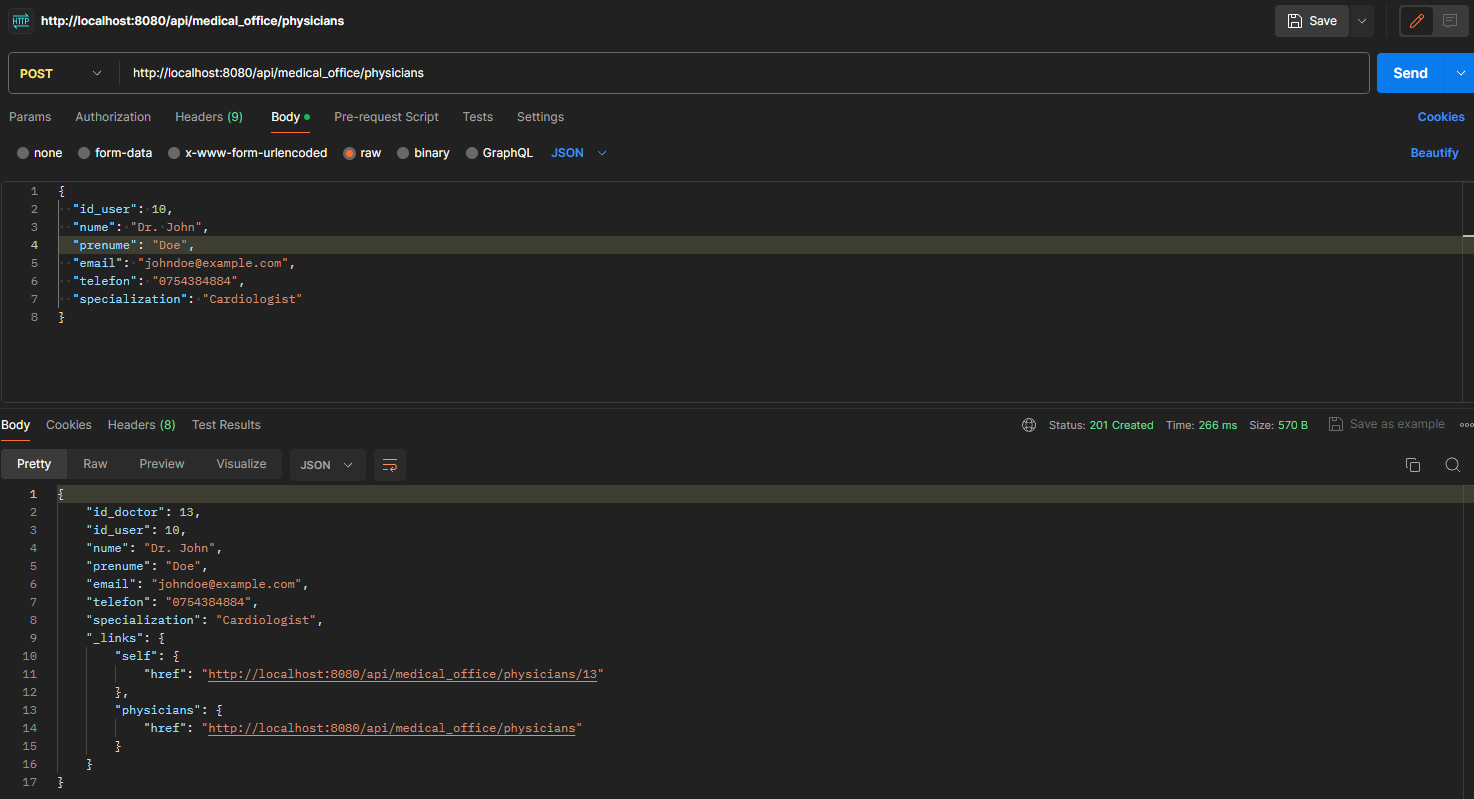 HTTP http://localhost:8080/api/medical_office/physicians Save
POST http://localhost:8080/api/medical_office/physicians Send
Params Authorization Headers (9) Body Pre-request Script Tests Settings Cookies
none form-data x-www-form-urlencoded raw binary GraphQL JSON Beautify
1 {
2 "id_user": 10,
3 "nume": "Dr. John",
4 "prenume": "Doe",
5 "email": "johndoe@example.com",
6 "telefon": "0754384884",
7 "specialization": "Cardiologist"
8 }
Body Cookies Headers (8) Test Results Status: 201 Created Time: 266 ms Size: 570 B Save as example
Pretty Raw Preview Visualize JSON
1 {
2 "id_doctor": 13,
3 "id_user": 10,
4 "nume": "Dr. John",
5 "prenume": "Doe",
6 "email": "johndoe@example.com",
7 "telefon": "0754384884",
8 "specialization": "Cardiologist",
9 "_links": {
10 "self": {
11 "href": "http://localhost:8080/api/medical_office/physicians/13"
12 },
13 "physicians": {
14 "href": "http://localhost:8080/api/medical_office/physicians"
15 }
16 }
17 }